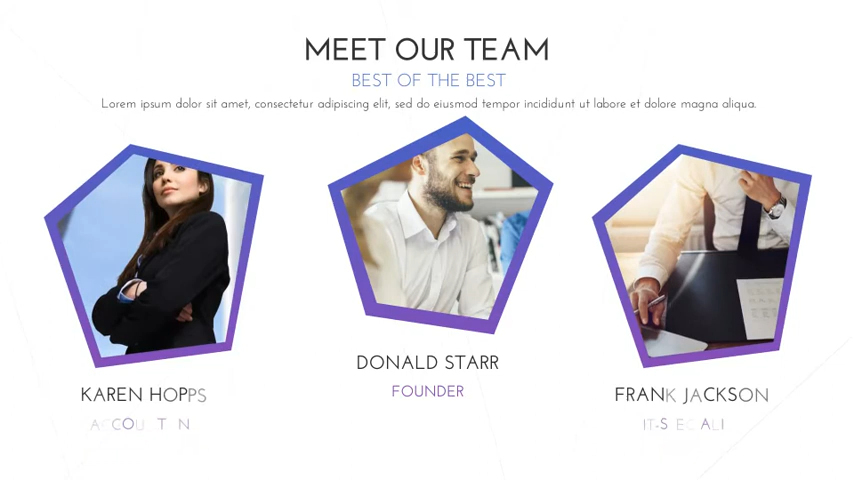 MEET OUR TEAM
BEST OF THE BEST
Lorem ipsum dolor sit amet, consectetur adipiscing elit, sed do eiusmod tempor incididunt ut labore et dolore magna aliqua.
DONALD STARR
KAREN HOPPS
FOUNDER
FRANK JACKSON